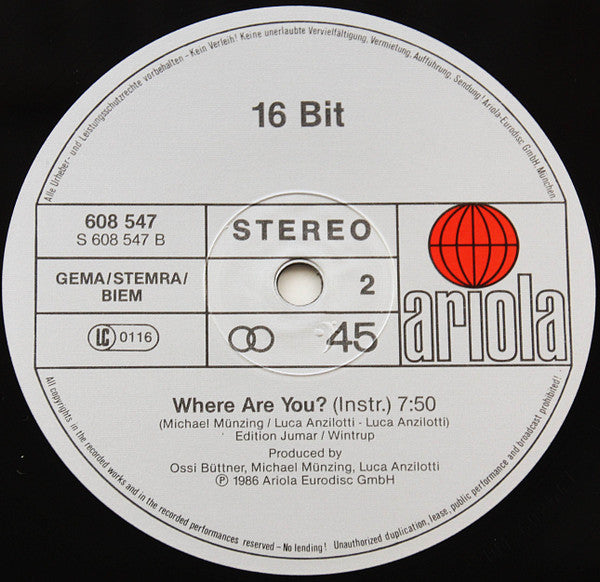 Alle Urheber- und Leistungsschutzrechte vorbehalten - Kein Verleih! Keine unerlaubte Vervielfältigung, Vermietung, Aufführung, Sendung! Ariola-Eurodisc GmbH, München.
16 Bit
608 547
S 608 547 B
STEREO
GEMA/STEMRA/
BIEM
2
LC 0116
45
ariola
Where Are You? (Instr.) 7:50
(Michael Münzing / Luca Anzilotti - Luca Anzilotti)
Edition Jumar / Wintrup
Produced by
Ossi Büttner, Michael Münzing, Luca Anzilotti
Ⓟ 1986 Ariola Eurodisc GmbH
All copyrights in the recorded works and in the recorded performances reserved – No lending! Unauthorized duplication, lease, public performance and broadcast prohibited!